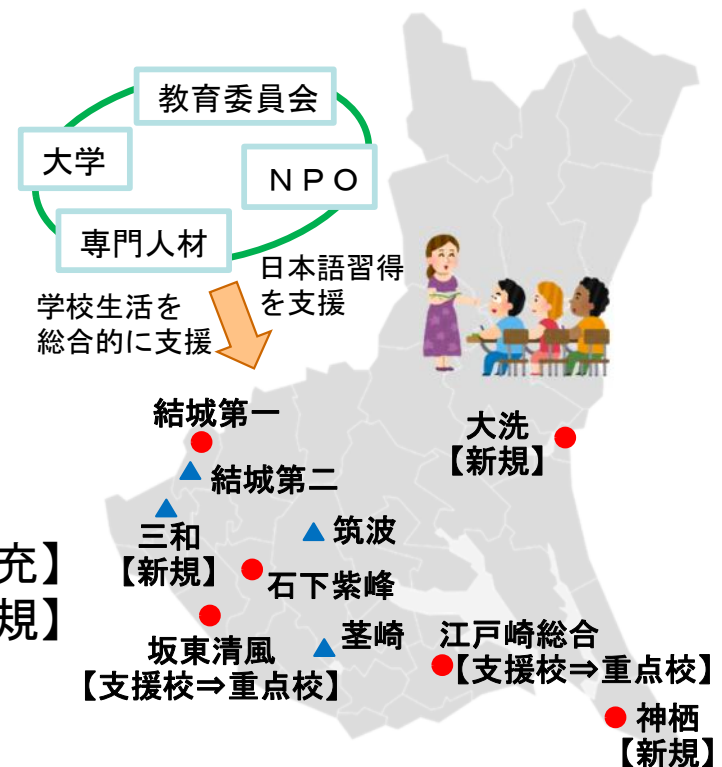 教育委員会
大学
ＮＰＯ
専門人材
日本語習得
を支援
学校生活を
総合的に支援
結城第一
大洗
【新規】
結城第二
三和
【新規】
筑波
充】
規】
石下紫峰
坂東清風
【支援校⇒重点校】
茎崎
江戸崎総合
【支援校⇒重点校】
神栖
【新規】